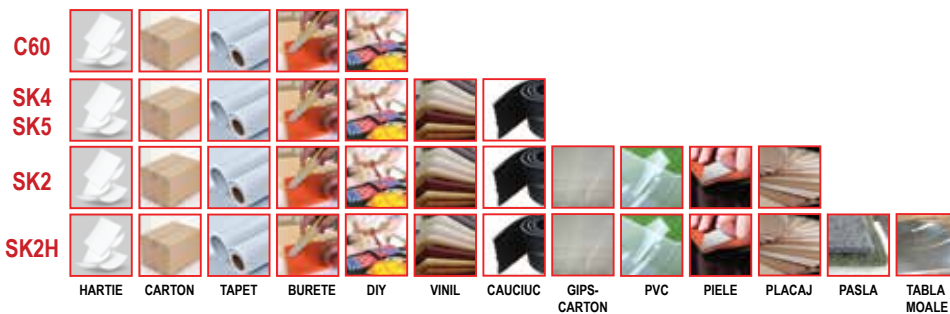 C60
SK4
SK5
SK2
SK2H
HARTIE CARTON TAPET BURETE DIY VINIL CAUCIUC GIPS- PVC PIELE PLACAJ PASLA TABLA
CARTON MOALE